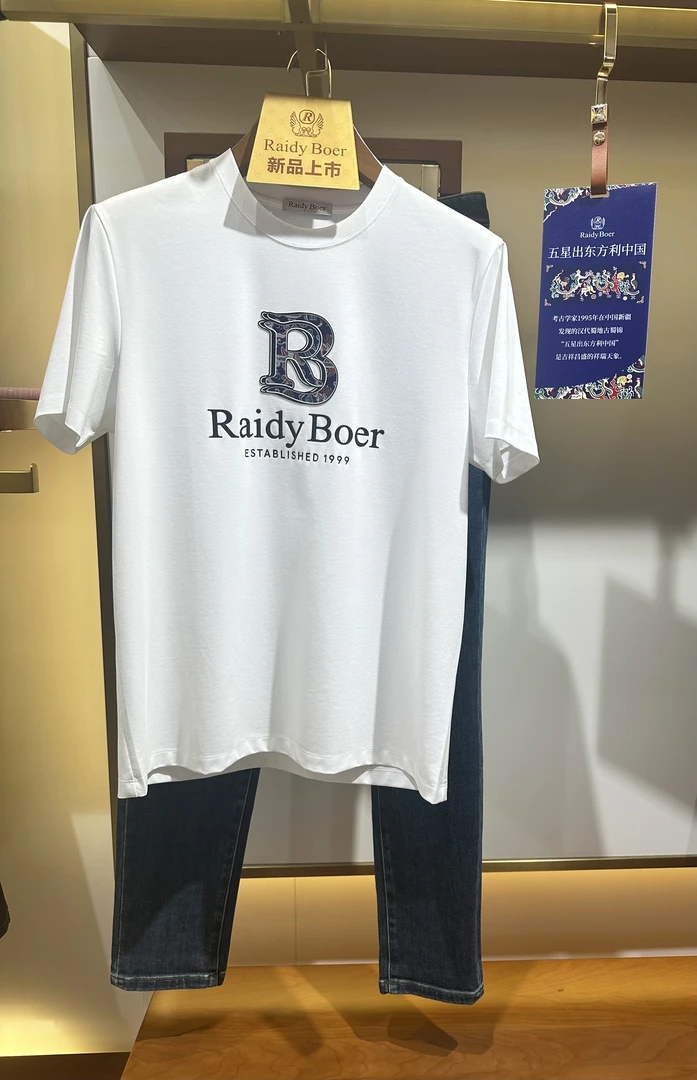 Raidy Boer
新品上市
Raidy Boer
RB
Raidy Boer
ESTABLISHED 1999
Raidy Boer
五星出东方利中国
考古学家1995年在中国新疆
发现的汉代蜀地古蜀锦
“五星出东方利中国”
是吉祥昌盛的祥瑞天象。